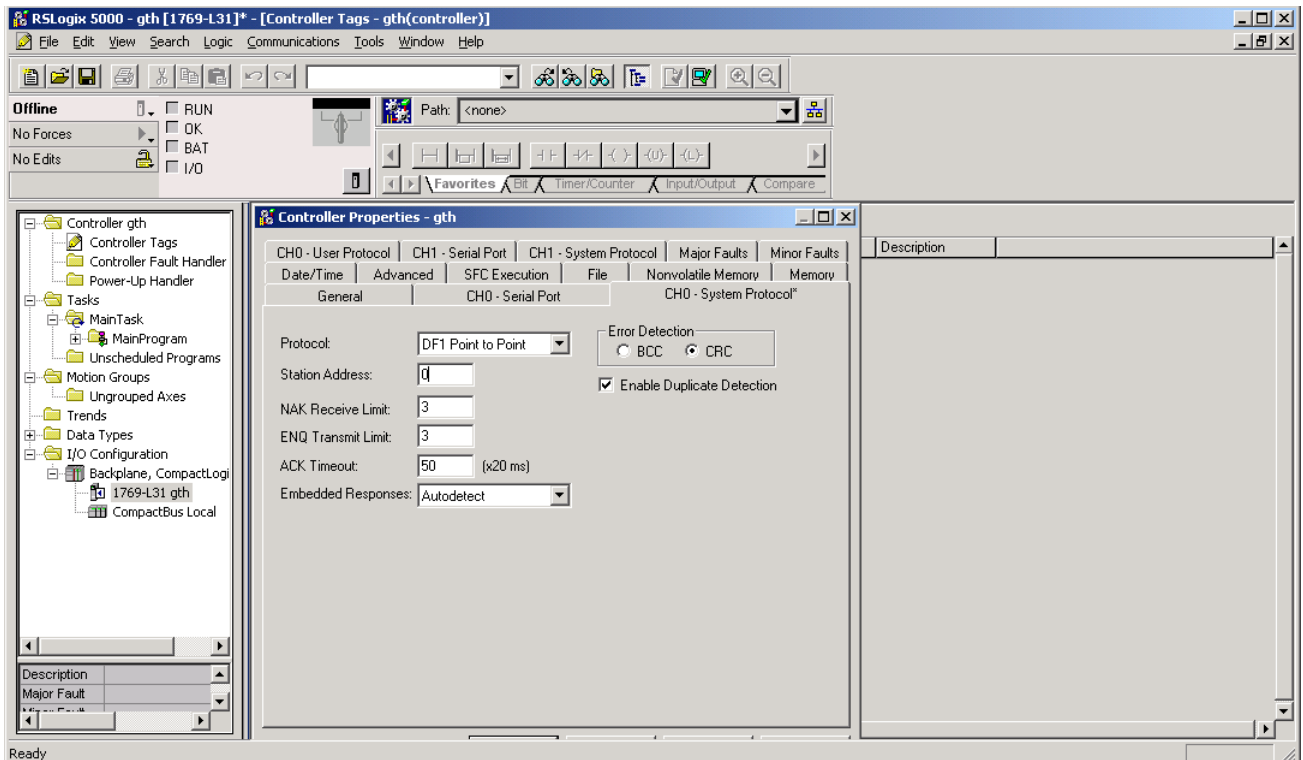 RSLogix 5000 - gth [1769-L31]* - [Controller Tags - gth(controller)]
File Edit View Search Logic Communications Tools Window Help
Offline
RUN
Path: <none>
No Forces
OK
BAT
No Edits
I/O
Favorites Bit Timer/Counter Input/Output Compare
Controller gth
Controller Tags
Controller Fault Handler
Power-Up Handler
Tasks
MainTask
MainProgram
Unscheduled Programs
Motion Groups
Ungrouped Axes
Trends
Data Types
I/O Configuration
Backplane, CompactLogi
1769-L31 gth
CompactBus Local
Description
Major Fault
Controller Properties - gth
CH0 - User Protocol CH1 - Serial Port CH1 - System Protocol Major Faults Minor Faults
Date/Time Advanced SFC Execution File Nonvolatile Memory Memory
General CH0 - Serial Port CH0 - System Protocol*
Protocol: DF1 Point to Point
Station Address: 0
NAK Receive Limit: 3
ENQ Transmit Limit: 3
ACK Timeout: 50 (x20 ms)
Embedded Responses: Autodetect
Error Detection
BCC CRC
Enable Duplicate Detection
Description
Ready